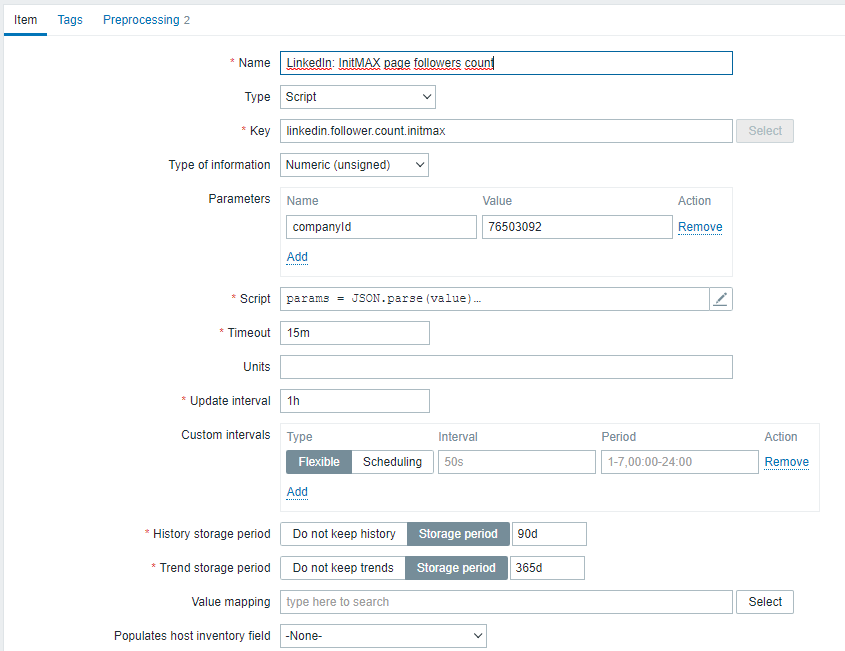 Item Tags Preprocessing 2
* Name LinkedIn: InitMAX page followers count
Type Script
* Key linkedin.follower.count.initmax Select
Type of information Numeric (unsigned)
Parameters Name Value Action
companyId 76503092 Remove
Add
* Script params = JSON.parse(value)…
* Timeout 15m
Units
* Update interval 1h
Custom intervals Type Interval Period Action
Flexible Scheduling 50s 1-7,00:00-24:00 Remove
Add
* History storage period Do not keep history Storage period 90d
* Trend storage period Do not keep trends Storage period 365d
Value mapping type here to search Select
Populates host inventory field -None-